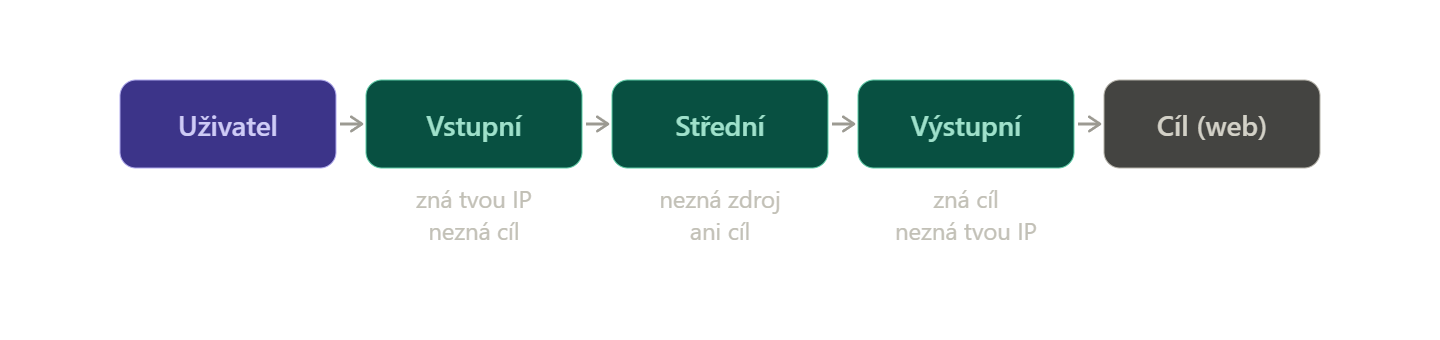 Uživatel
Vstupní
Střední
Výstupní
Cíl (web)
zná tvou IP
nezná cíl
nezná zdroj
ani cíl
zná cíl
nezná tvou IP